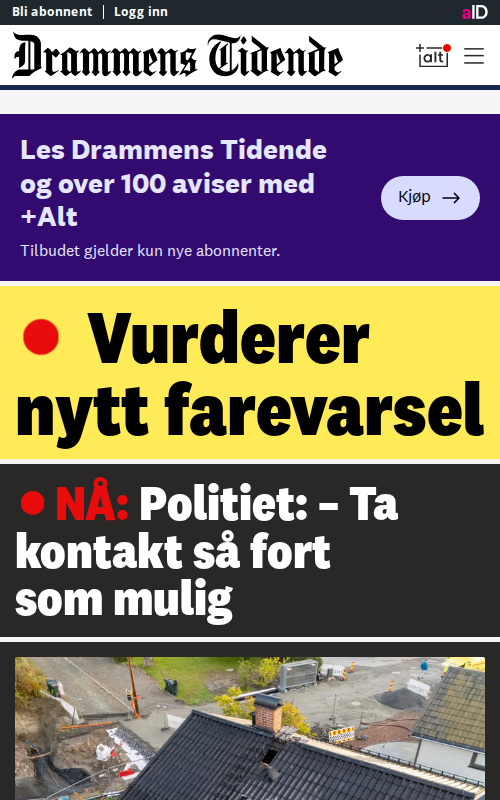 Bli abonnent | Logg inn
aID
Drammens Tidende
+alt
Les Drammens Tidende
og over 100 aviser med
+Alt
Kjøp →
Tilbudet gjelder kun nye abonnenter.
Vurderer
nytt farevarsel
NÅ: Politiet: – Ta
kontakt så fort
som mulig